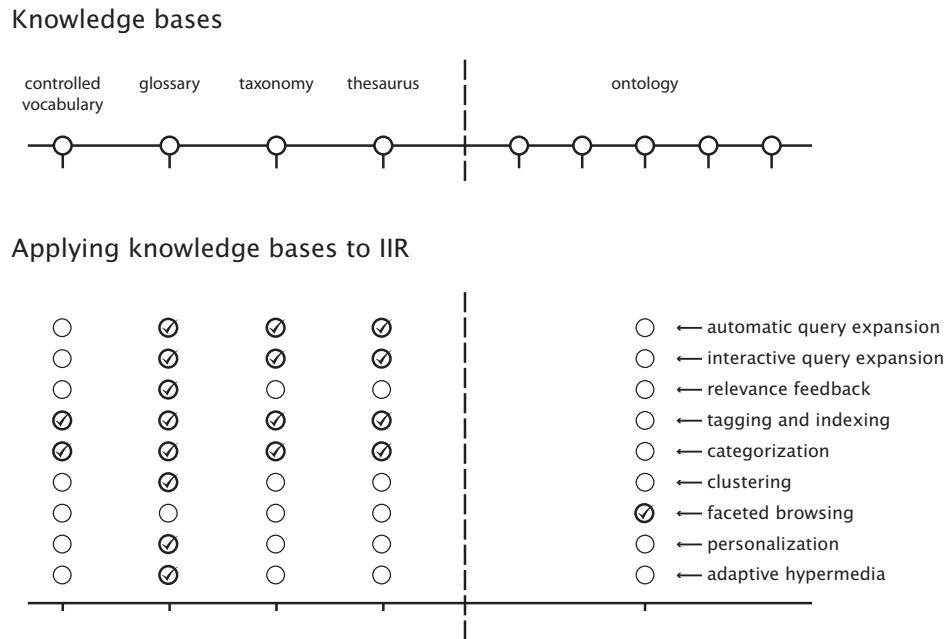 Knowledge bases
controlled vocabulary
glossary
taxonomy
thesaurus
ontology
Applying knowledge bases to IIR
← automatic query expansion
← interactive query expansion
← relevance feedback
← tagging and indexing
← categorization
← clustering
← faceted browsing
← personalization
← adaptive hypermedia